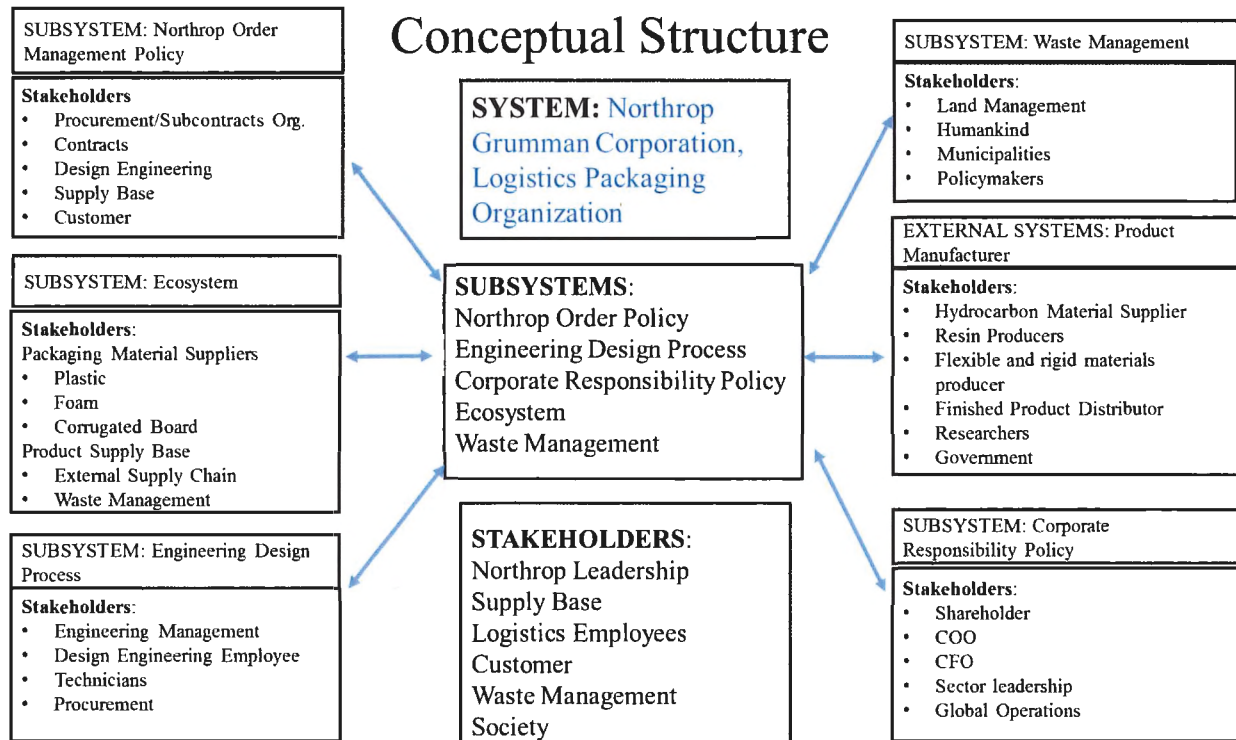 Conceptual Structure
SUBSYSTEM: Northrop Order
Management Policy
Stakeholders
• Procurement/Subcontracts Org.
• Contracts
• Design Engineering
• Supply Base
• Customer
SUBSYSTEM: Ecosystem
Stakeholders:
Packaging Material Suppliers
• Plastic
• Foam
• Corrugated Board
Product Supply Base
• External Supply Chain
• Waste Management
SUBSYSTEM: Engineering Design
Process
Stakeholders:
• Engineering Management
• Design Engineering Employee
• Technicians
• Procurement
SYSTEM: Northrop
Grumman Corporation,
Logistics Packaging
Organization
SUBSYSTEMS:
Northrop Order Policy
Engineering Design Process
Corporate Responsibility Policy
Ecosystem
Waste Management
STAKEHOLDERS:
Northrop Leadership
Supply Base
Logistics Employees
Customer
Waste Management
Society
SUBSYSTEM: Waste Management
Stakeholders:
• Land Management
• Humankind
• Municipalities
• Policymakers
EXTERNAL SYSTEMS: Product
Manufacturer
Stakeholders:
• Hydrocarbon Material Supplier
• Resin Producers
• Flexible and rigid materials
producer
• Finished Product Distributor
• Researchers
• Government
SUBSYSTEM: Corporate
Responsibility Policy
Stakeholders:
• Shareholder
• COO
• CFO
• Sector leadership
• Global Operations